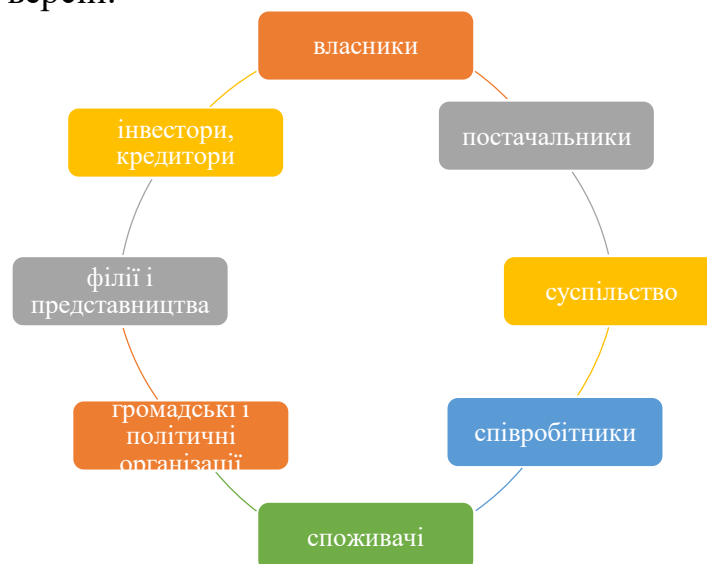 власники
постачальники
суспільство
співробітники
споживачі
громадські і
політичні
організації
філії і
представництва
інвестори,
кредитори